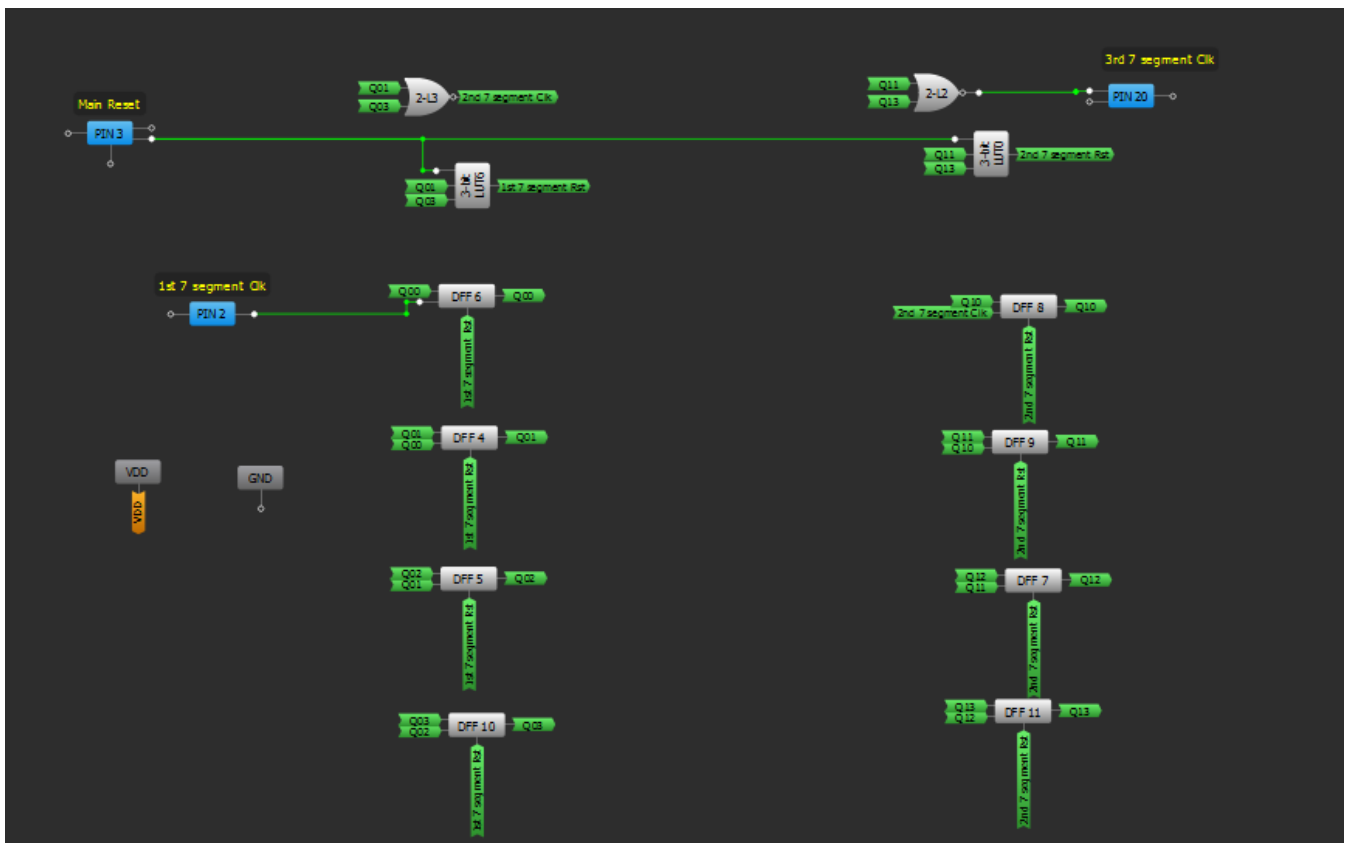 3rd 7 segment Clk
Q01
Q03
2-L3
2nd 7 segment Clk
Q11
Q13
2-L2
PIN 20
Main Reset
PIN 3
Q11
Q13
3-bit LUT0
2nd 7 segment Rst
Q01
Q03
3-bit LUT6
1st 7 segment Rst
1st 7 segment Clk
PIN 2
Q00
DFF 6
Q00
1st 7 segment Rst
Q10
2nd 7 segment Clk
DFF 8
Q10
2nd 7 segment Rst
Q01
Q00
DFF 4
Q01
1st 7 segment Rst
Q11
Q10
DFF 9
Q11
2nd 7 segment Rst
VDD
VDD
GND
Q02
Q01
DFF 5
Q02
1st 7 segment Rst
Q12
Q11
DFF 7
Q12
2nd 7 segment Rst
Q03
Q02
DFF 10
Q03
1st 7 segment Rst
Q13
Q12
DFF 11
Q13
2nd 7 segment Rst